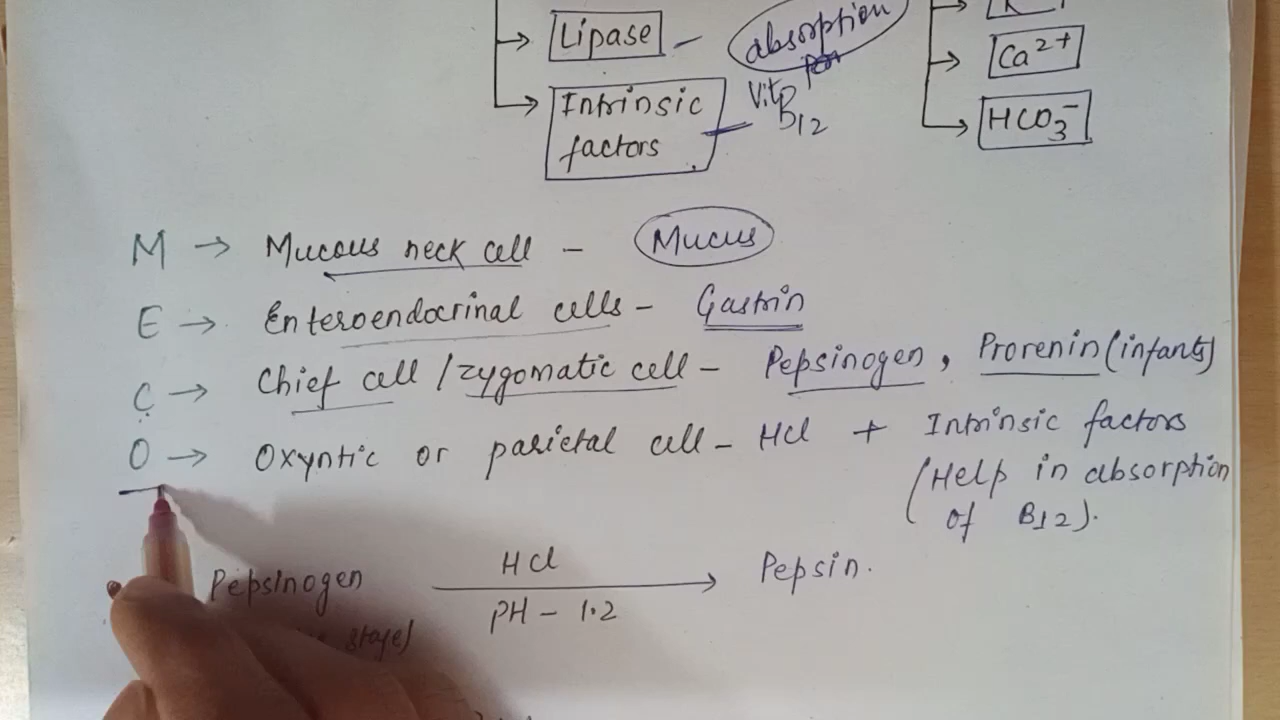 Lipase - absorption
for
Intrinsic factors - Vit B12
Ca2+
HCO3-
M → Mucous neck cell - Mucus
E → Enteroendocrinal cells - Gastrin
C → Chief cell / zygomatic cell - Pepsinogen, Prorenin (infants)
O → Oxyntic or parietal cell - HCl + Intrinsic factors
(Help in absorption
of B12).
Pepsinogen HCl → Pepsin.
PH - 1.2
stage)